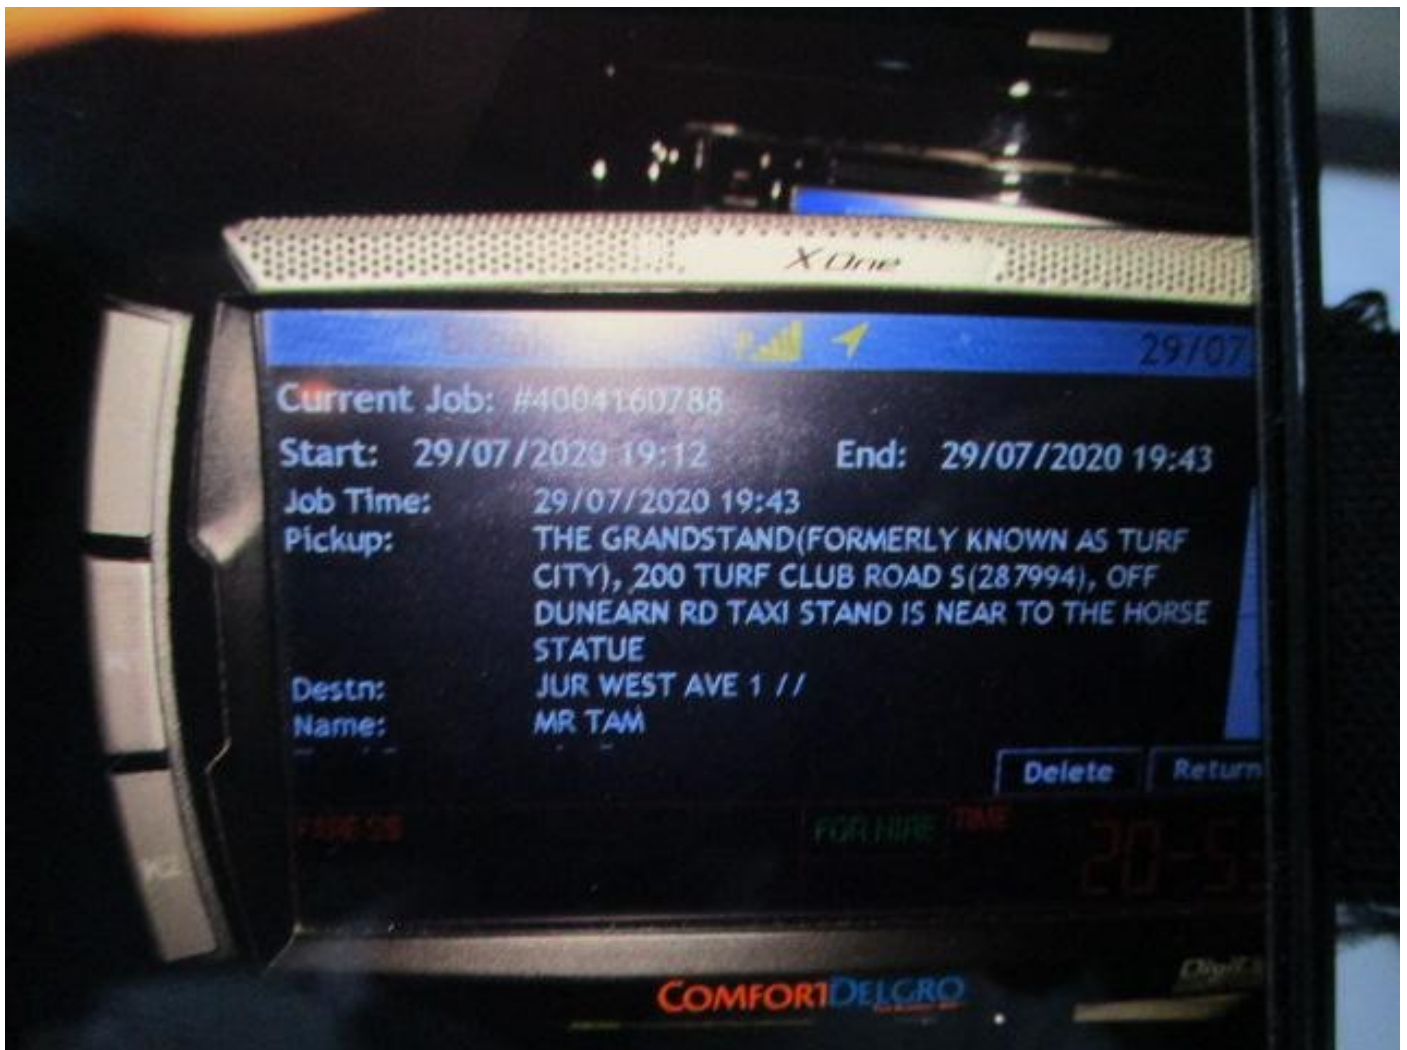 X One
29/07
Current Job: #4004160788
Start: 29/07/2020 19:12 End: 29/07/2020 19:43
Job Time: 29/07/2020 19:43
Pickup: THE GRANDSTAND(FORMERLY KNOWN AS TURF
CITY), 200 TURF CLUB ROAD S(287994), OFF
DUNEARN RD TAXI STAND IS NEAR TO THE HORSE
STATUE
Destn: JUR WEST AVE 1 //
Name: MR TAM
Delete Return
FOR HIRE TIME
K2
COMFORTDELGRO